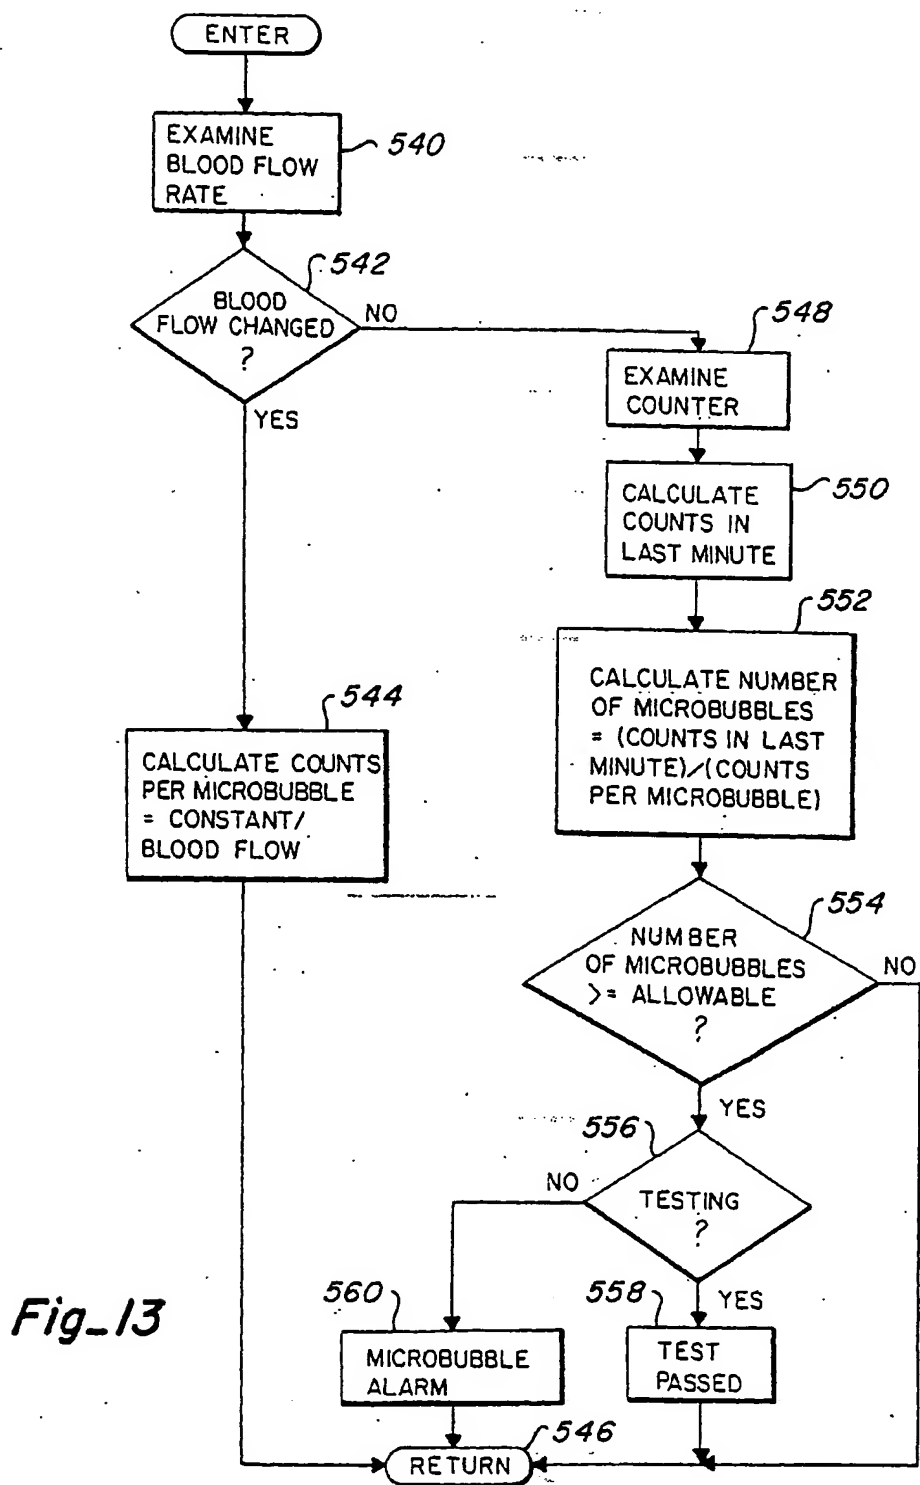 ENTER
EXAMINE
BLOOD FLOW
RATE
540
542
BLOOD
FLOW CHANGED
?
NO
YES
548
EXAMINE
COUNTER
550
CALCULATE
COUNTS IN
LAST MINUTE
552
CALCULATE NUMBER
OF MICROBUBBLES
= (COUNTS IN LAST
MINUTE)/(COUNTS
PER MICROBUBBLE)
544
CALCULATE COUNTS
PER MICROBUBBLE
= CONSTANT/
BLOOD FLOW
554
NUMBER
OF MICROBUBBLES
>= ALLOWABLE
?
NO
YES
556
NO
TESTING
?
YES
560
MICROBUBBLE
ALARM
558
TEST
PASSED
546
RETURN
Fig_13